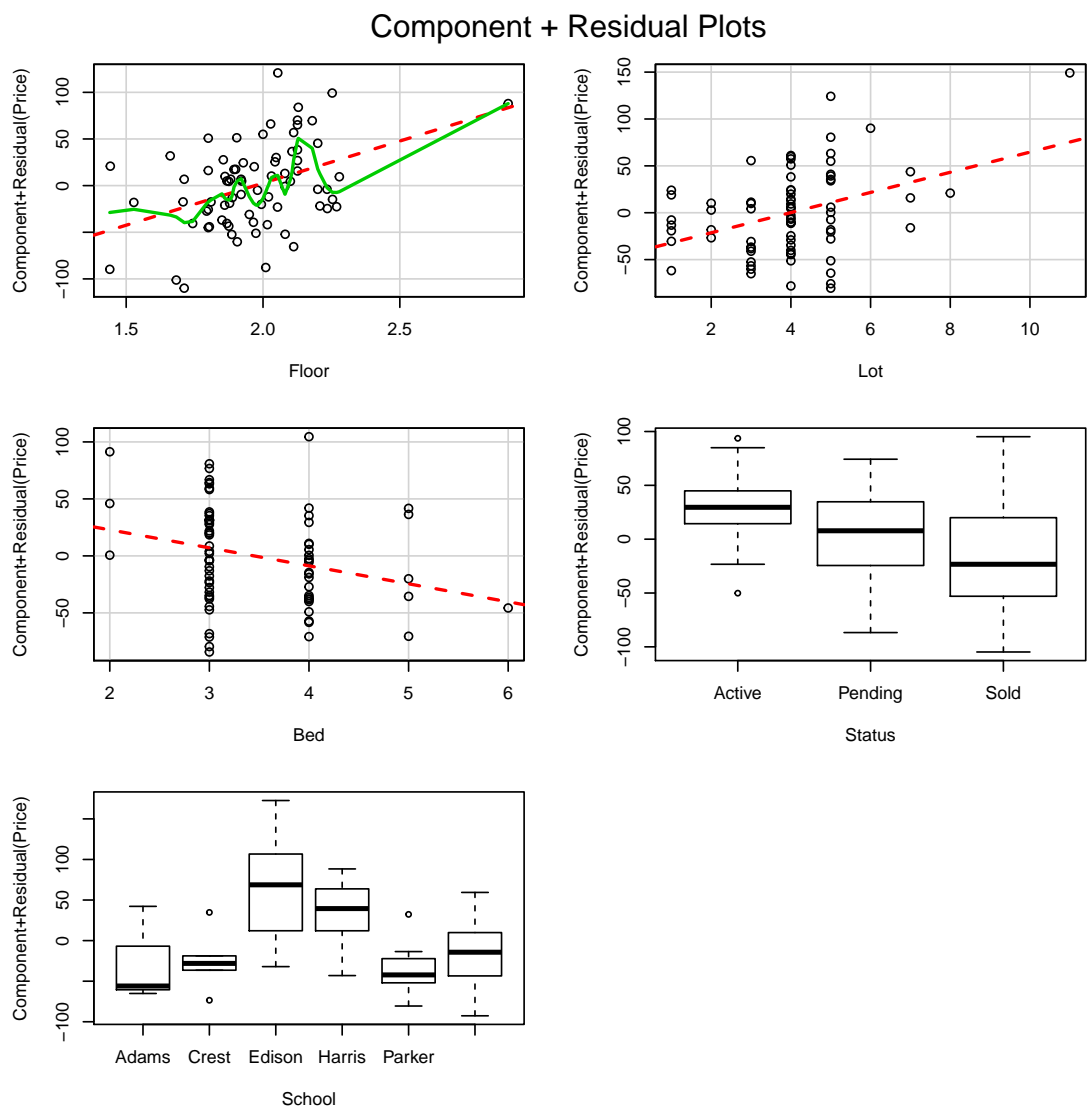 Component + Residual Plots
Component+Residual(Price)
100
50
0
−100
1.5
2.0
2.5
Floor
Component+Residual(Price)
150
100
50
0
−50
2
4
6
8
10
Lot
Component+Residual(Price)
100
50
0
−50
2
3
4
5
6
Bed
Component+Residual(Price)
100
50
0
−50
−100
Active
Pending
Sold
Status
Component+Residual(Price)
100
50
0
−100
Adams
Crest
Edison
Harris
Parker
School